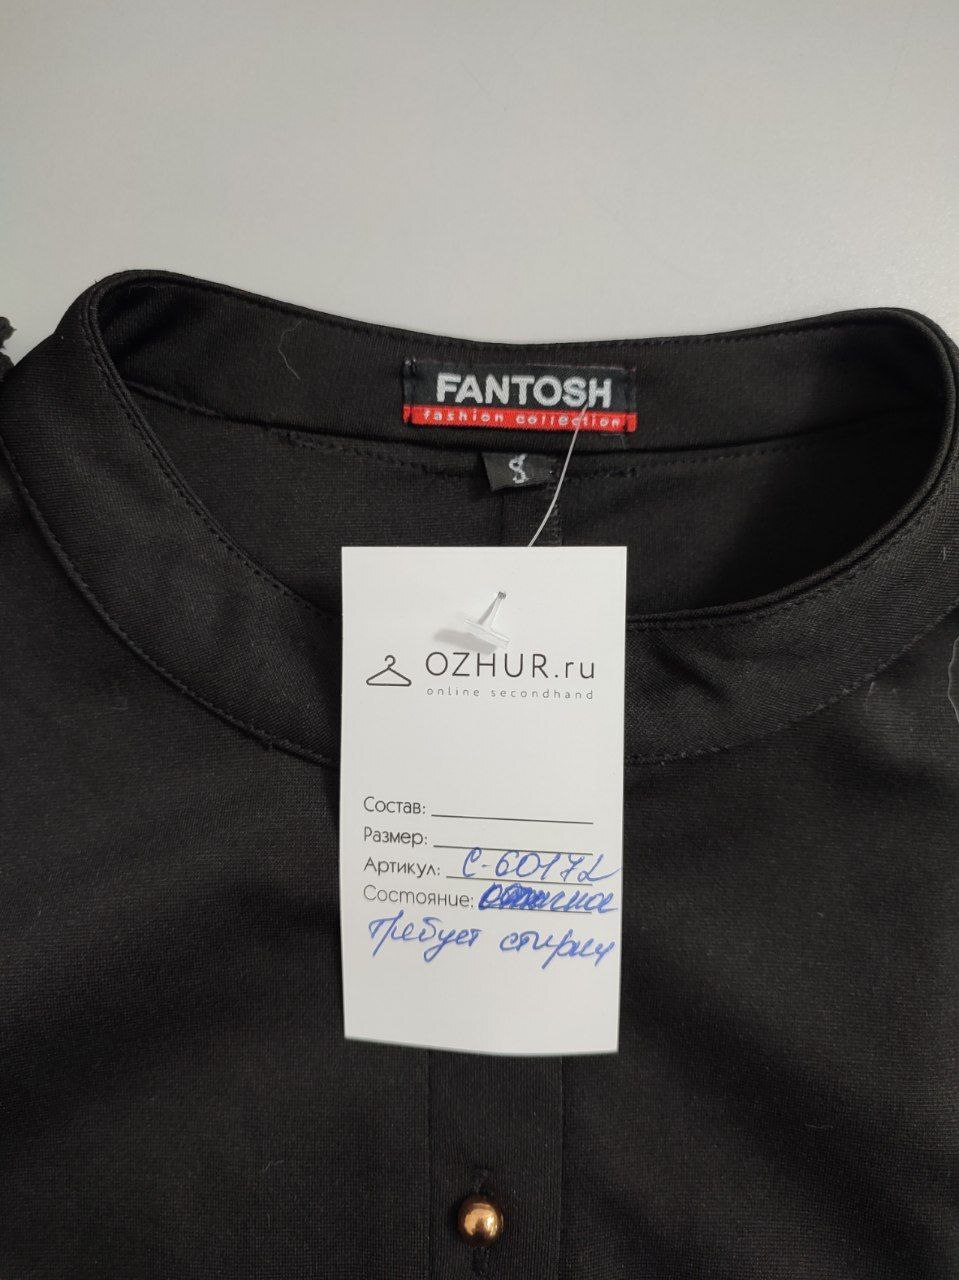 FANTOSH
fashion collection
OZHUR.ru
online secondhand
Состав:
Размер:
Артикул: С-60172
Состояние:
требует стирки